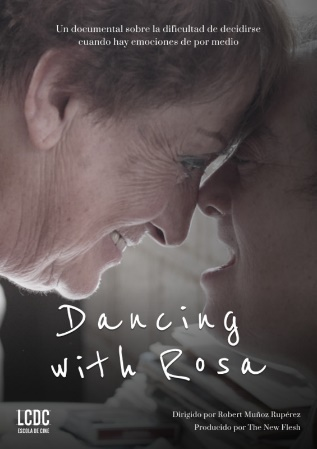 Un documental sobre la dificultad de decidirse
cuando hay emociones de por medio
Dancing
with Rosa
LCDC
ESCOLA DE CINE
Dirigido por Robert Muñoz Rupérez
Producido por The New Flesh